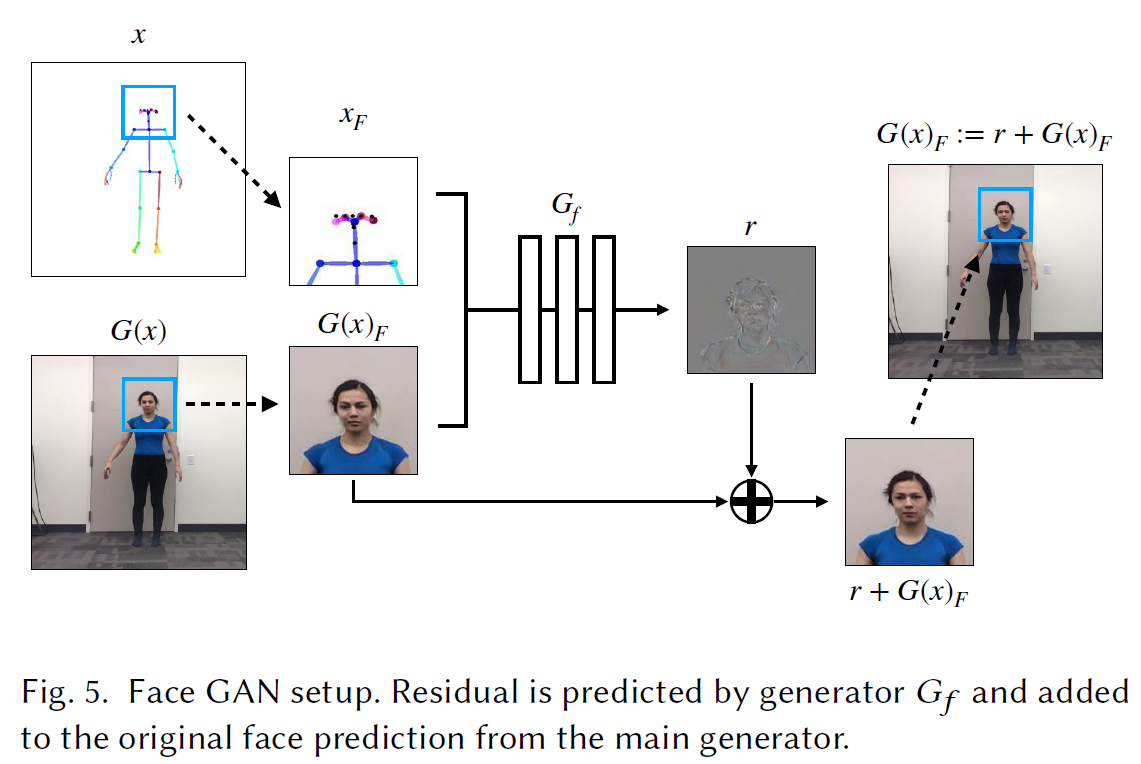 x
x_F
G(x)_F := r + G(x)_F
G_f
r
G(x)
G(x)_F
r + G(x)_F
Fig. 5. Face GAN setup. Residual is predicted by generator G_f and added
to the original face prediction from the main generator.